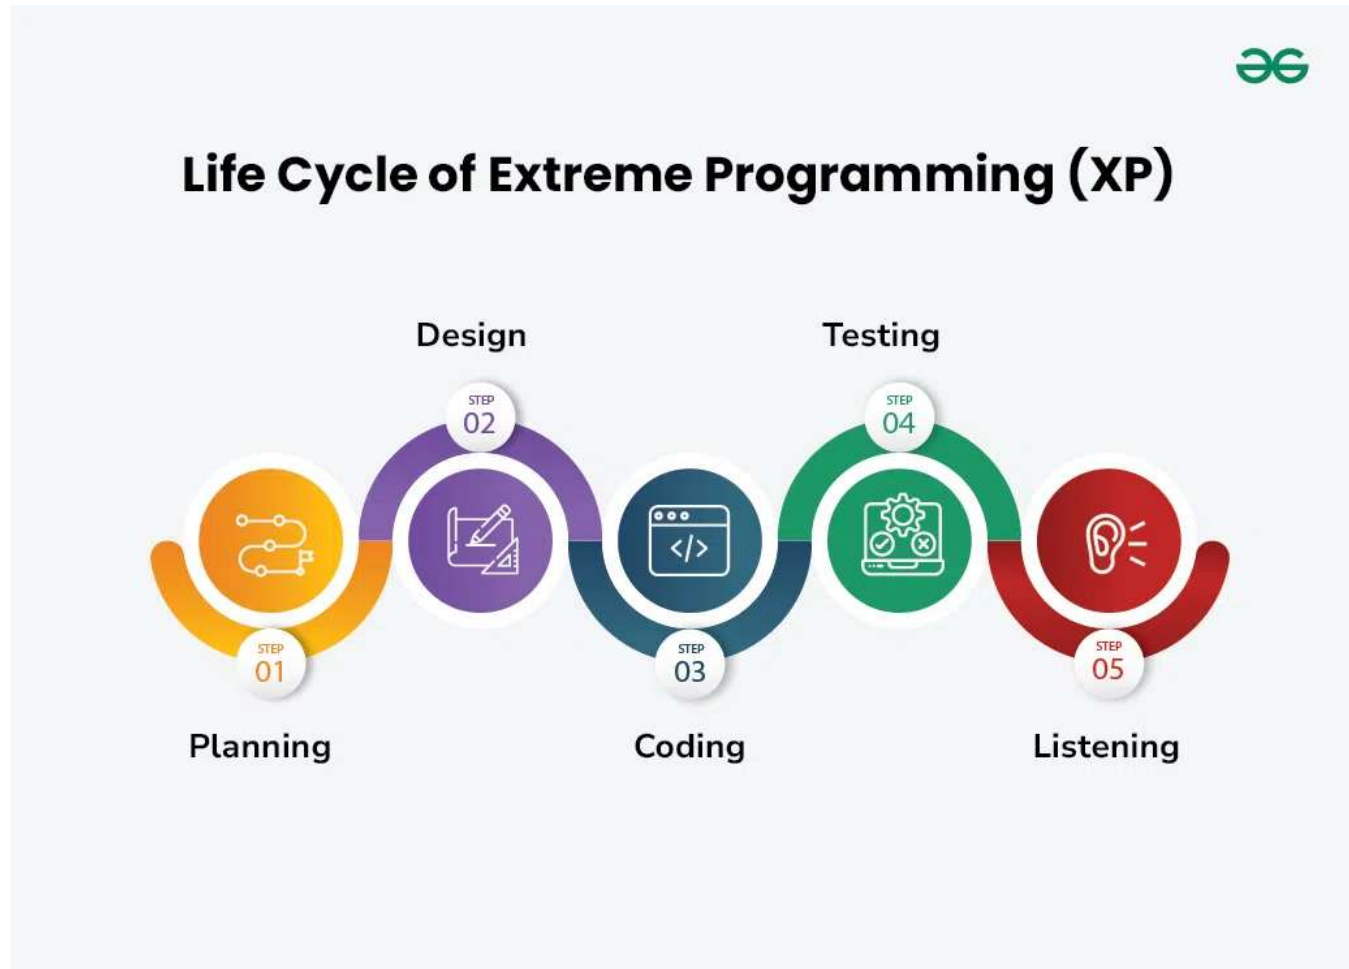 Life Cycle of Extreme Programming (XP)
Design
Testing
STEP
02
STEP
04
</>
STEP
01
STEP
03
STEP
05
Planning
Coding
Listening